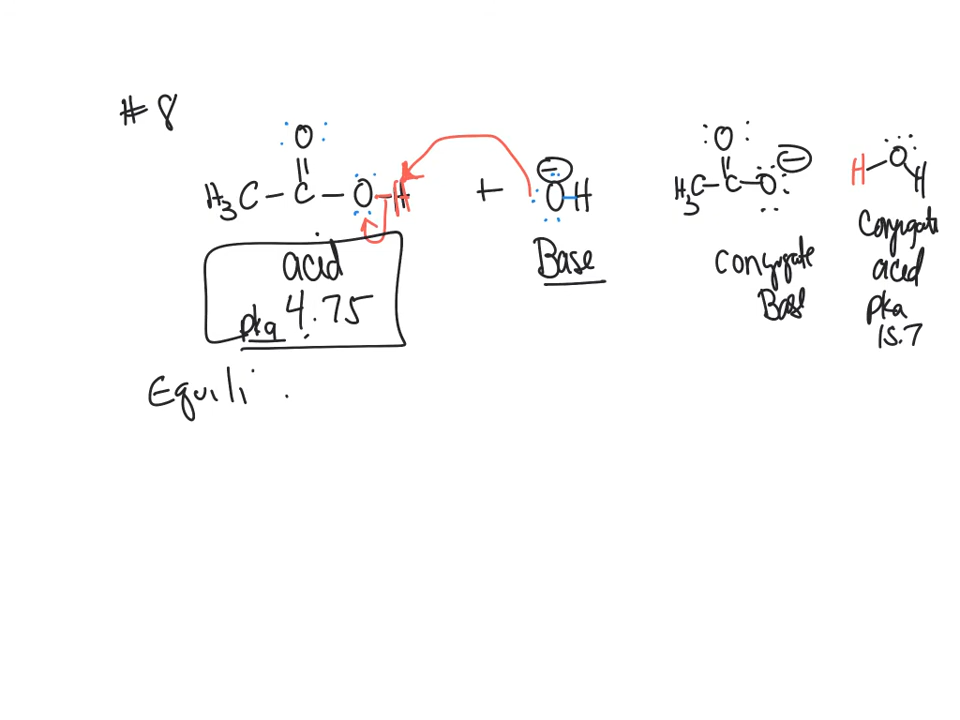 #8
O
H3C-C-O-H + ⊖OH
O
H3C-C-O⊖
H-O
H
acid
pka 4.75
Base
Conjugate
Base
Conjugate
acid
pka
15.7
Equili